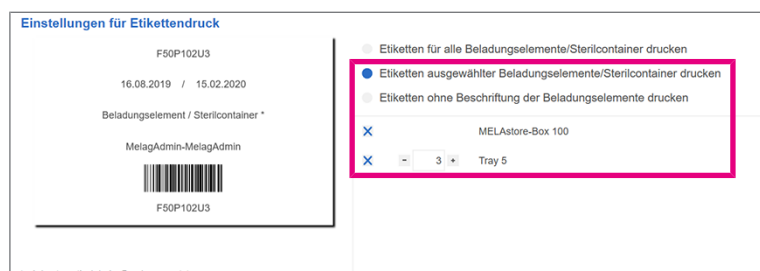 Einstellungen für Etikettendruck
F50P102U3
16.08.2019 / 15.02.2020
Beladungselement / Sterilcontainer *
MelagAdmin-MelagAdmin
F50P102U3
Etiketten für alle Beladungselemente/Sterilcontainer drucken
Etiketten ausgewählter Beladungselemente/Sterilcontainer drucken
Etiketten ohne Beschriftung der Beladungselemente drucken
× MELAstore-Box 100
× - 3 + Tray 5